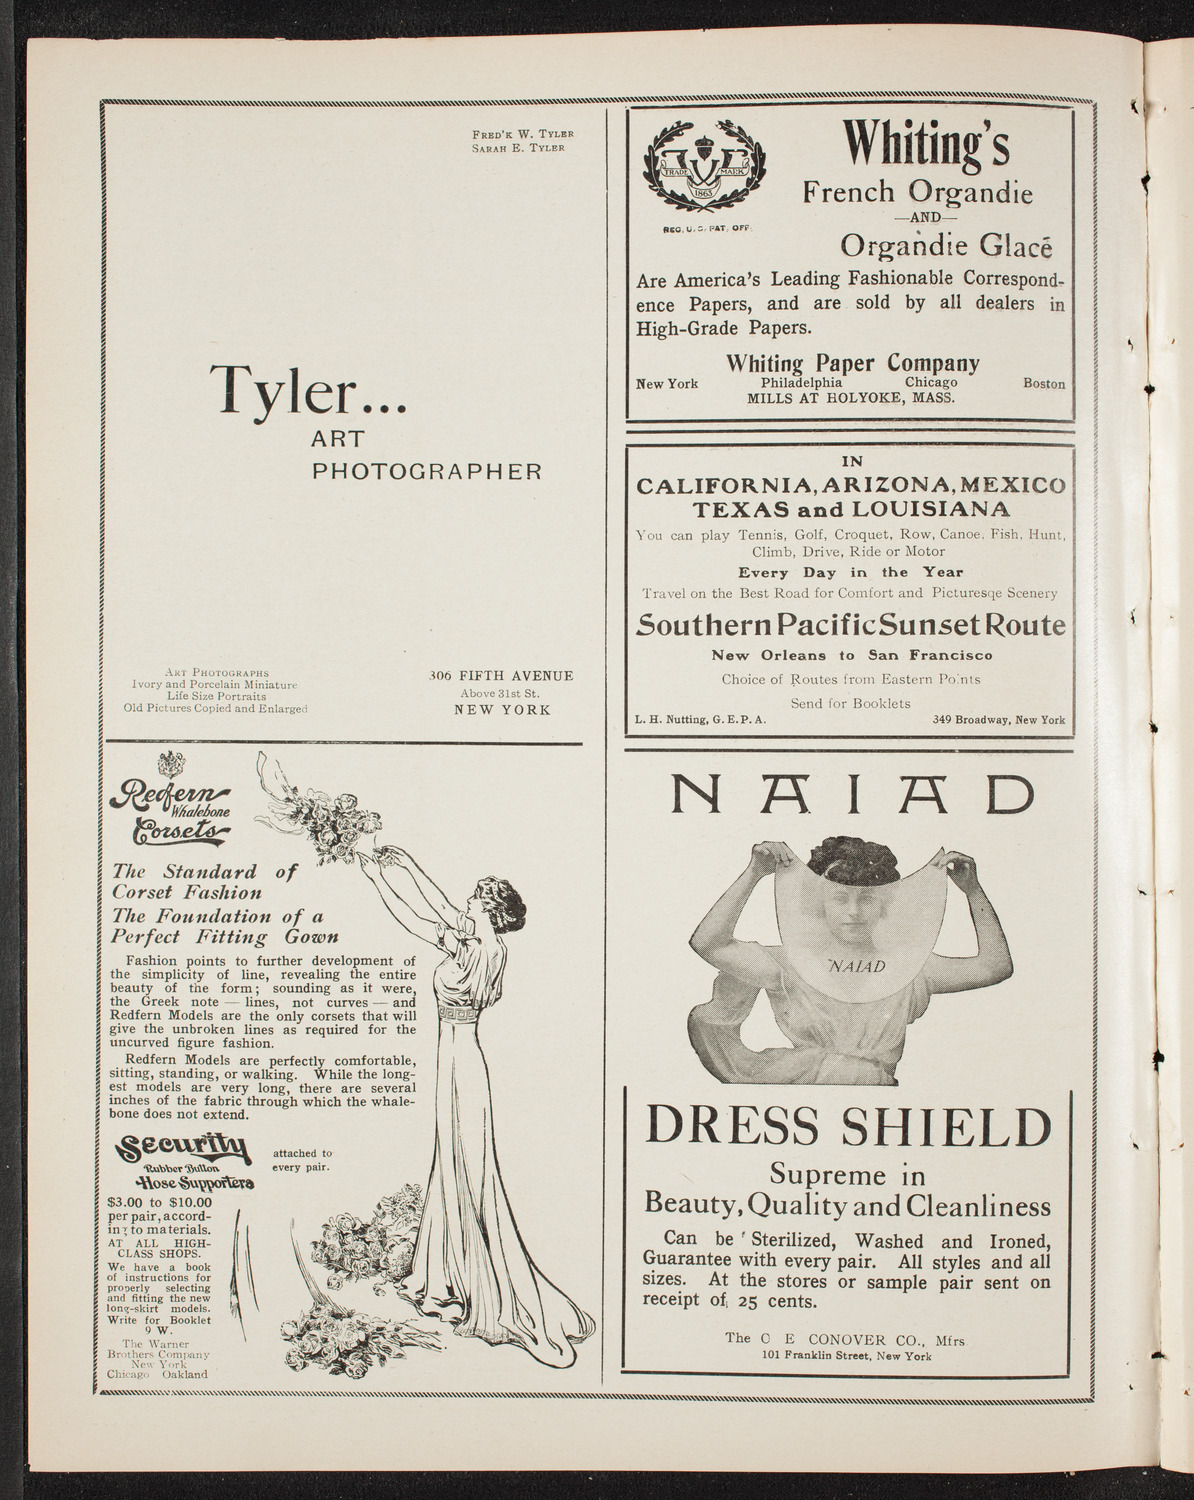 FRED'K W. TYLER
SARAH E. TYLER
Tyler...
ART
PHOTOGRAPHER
ART PHOTOGRAPHS
Ivory and Porcelain Miniature
Life Size Portraits
Old Pictures Copied and Enlarged
306 FIFTH AVENUE
Above 31st St.
NEW YORK
Redfern
Whalebone
Corsets
The Standard of
Corset Fashion
The Foundation of a
Perfect Fitting Gown
Fashion points to further development of
the simplicity of line, revealing the entire
beauty of the form; sounding as it were,
the Greek note — lines, not curves — and
Redfern Models are the only corsets that will
give the unbroken lines as required for the
uncurved figure fashion.
Redfern Models are perfectly comfortable,
sitting, standing, or walking. While the long-
est models are very long, there are several
inches of the fabric through which the whale-
bone does not extend.
Security
Rubber Button
Hose Supporters
attached to
every pair.
$3.00 to $10.00
per pair, accord-
ing to materials.
AT ALL HIGH-
CLASS SHOPS.
We have a book
of instructions for
properly selecting
and fitting the new
long-skirt models.
Write for Booklet
9 W.
The Warner
Brothers Company
New York
Chicago Oakland
TRADE MARK
1865
REG. U. S. PAT. OFF.
Whiting's
French Organdie
—AND—
Organdie Glacé
Are America's Leading Fashionable Correspond-
ence Papers, and are sold by all dealers in
High-Grade Papers.
Whiting Paper Company
New York Philadelphia Chicago Boston
MILLS AT HOLYOKE, MASS.
IN
CALIFORNIA, ARIZONA, MEXICO
TEXAS and LOUISIANA
You can play Tennis, Golf, Croquet, Row, Canoe, Fish, Hunt,
Climb, Drive, Ride or Motor
Every Day in the Year
Travel on the Best Road for Comfort and Picturesqe Scenery
Southern Pacific Sunset Route
New Orleans to San Francisco
Choice of Routes from Eastern Points
Send for Booklets
L. H. Nutting, G. E. P. A. 349 Broadway, New York
NAIAD
NAIAD
DRESS SHIELD
Supreme in
Beauty, Quality and Cleanliness
Can be Sterilized, Washed and Ironed,
Guarantee with every pair. All styles and all
sizes. At the stores or sample pair sent on
receipt of 25 cents.
The C E CONOVER CO., Mfrs
101 Franklin Street, New York